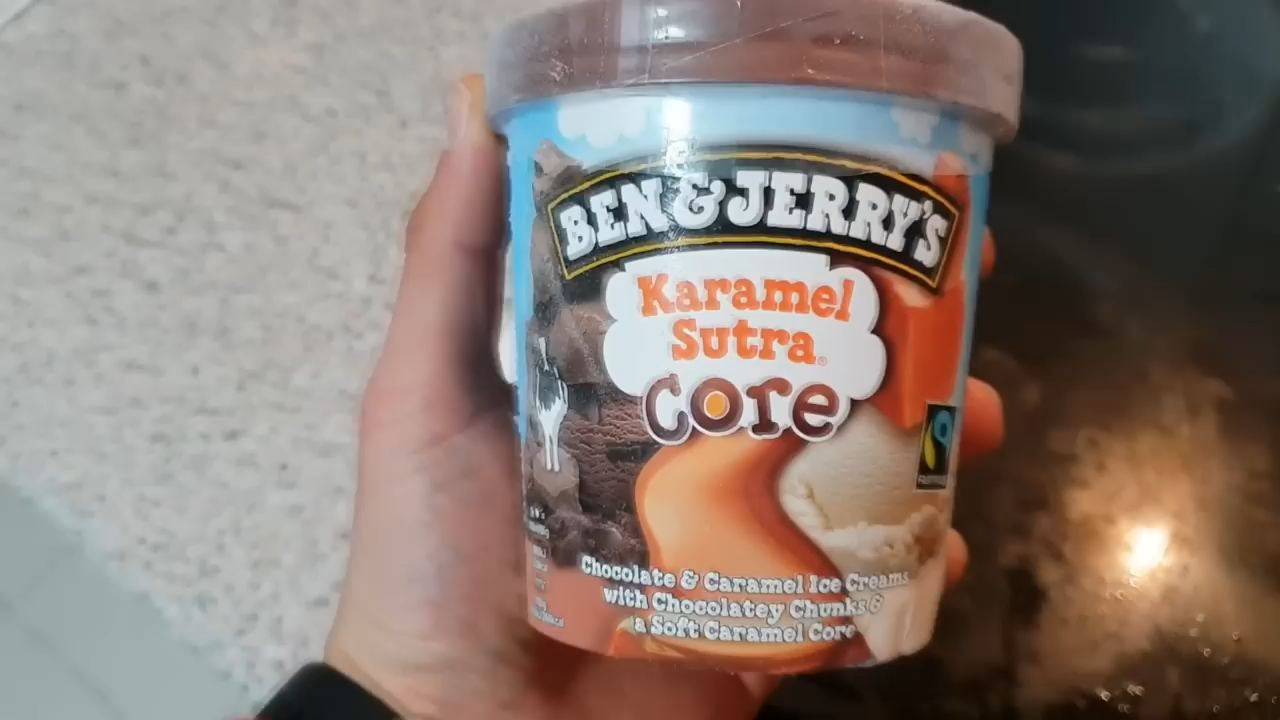 BEN & JERRY'S
Karamel
Sutra®
Core
Chocolate & Caramel Ice Creams
with Chocolatey Chunks &
a Soft Caramel Core